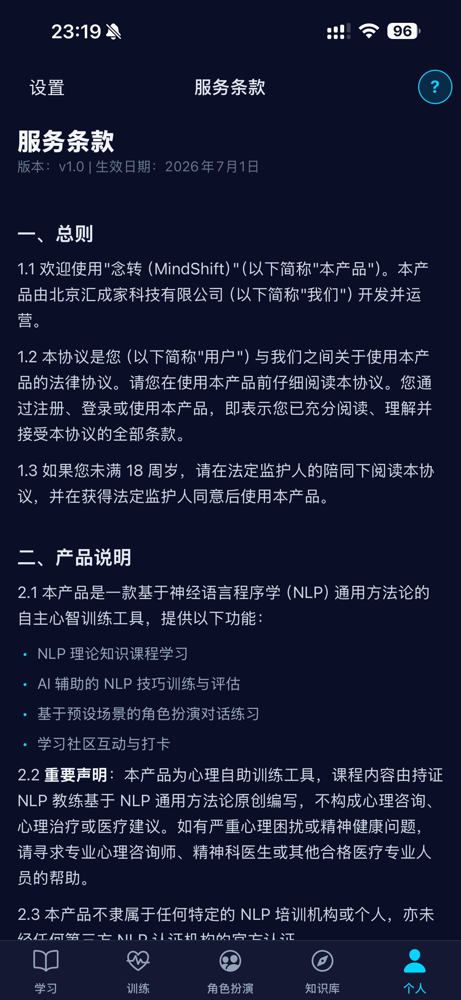 23:19
96
设置
服务条款
?
服务条款
版本：v1.0 | 生效日期：2026年7月1日
一、总则
1.1 欢迎使用"念转（MindShift）"（以下简称"本产品"）。本产
品由北京汇成家科技有限公司（以下简称"我们"）开发并运
营。
1.2 本协议是您（以下简称"用户"）与我们之间关于使用本产
品的法律协议。请您在使用本产品前仔细阅读本协议。您通
过注册、登录或使用本产品，即表示您已充分阅读、理解并
接受本协议的全部条款。
1.3 如果您未满 18 周岁，请在法定监护人的陪同下阅读本协
议，并在获得法定监护人同意后使用本产品。
二、产品说明
2.1 本产品是一款基于神经语言程序学（NLP）通用方法论的
自主心智训练工具，提供以下功能：
• NLP 理论知识课程学习
• AI 辅助的 NLP 技巧训练与评估
• 基于预设场景的角色扮演对话练习
• 学习社区互动与打卡
2.2 重要声明：本产品为心理自助训练工具，课程内容由持证
NLP 教练基于 NLP 通用方法论原创编写，不构成心理咨询、
心理治疗或医疗建议。如有严重心理困扰或精神健康问题，
请寻求专业心理咨询师、精神科医生或其他合格医疗专业人
员的帮助。
2.3 本产品不隶属于任何特定的 NLP 培训机构或个人，亦未
经任何第三方 NLP 认证机构的官方认证
学习
训练
角色扮演
知识库
个人